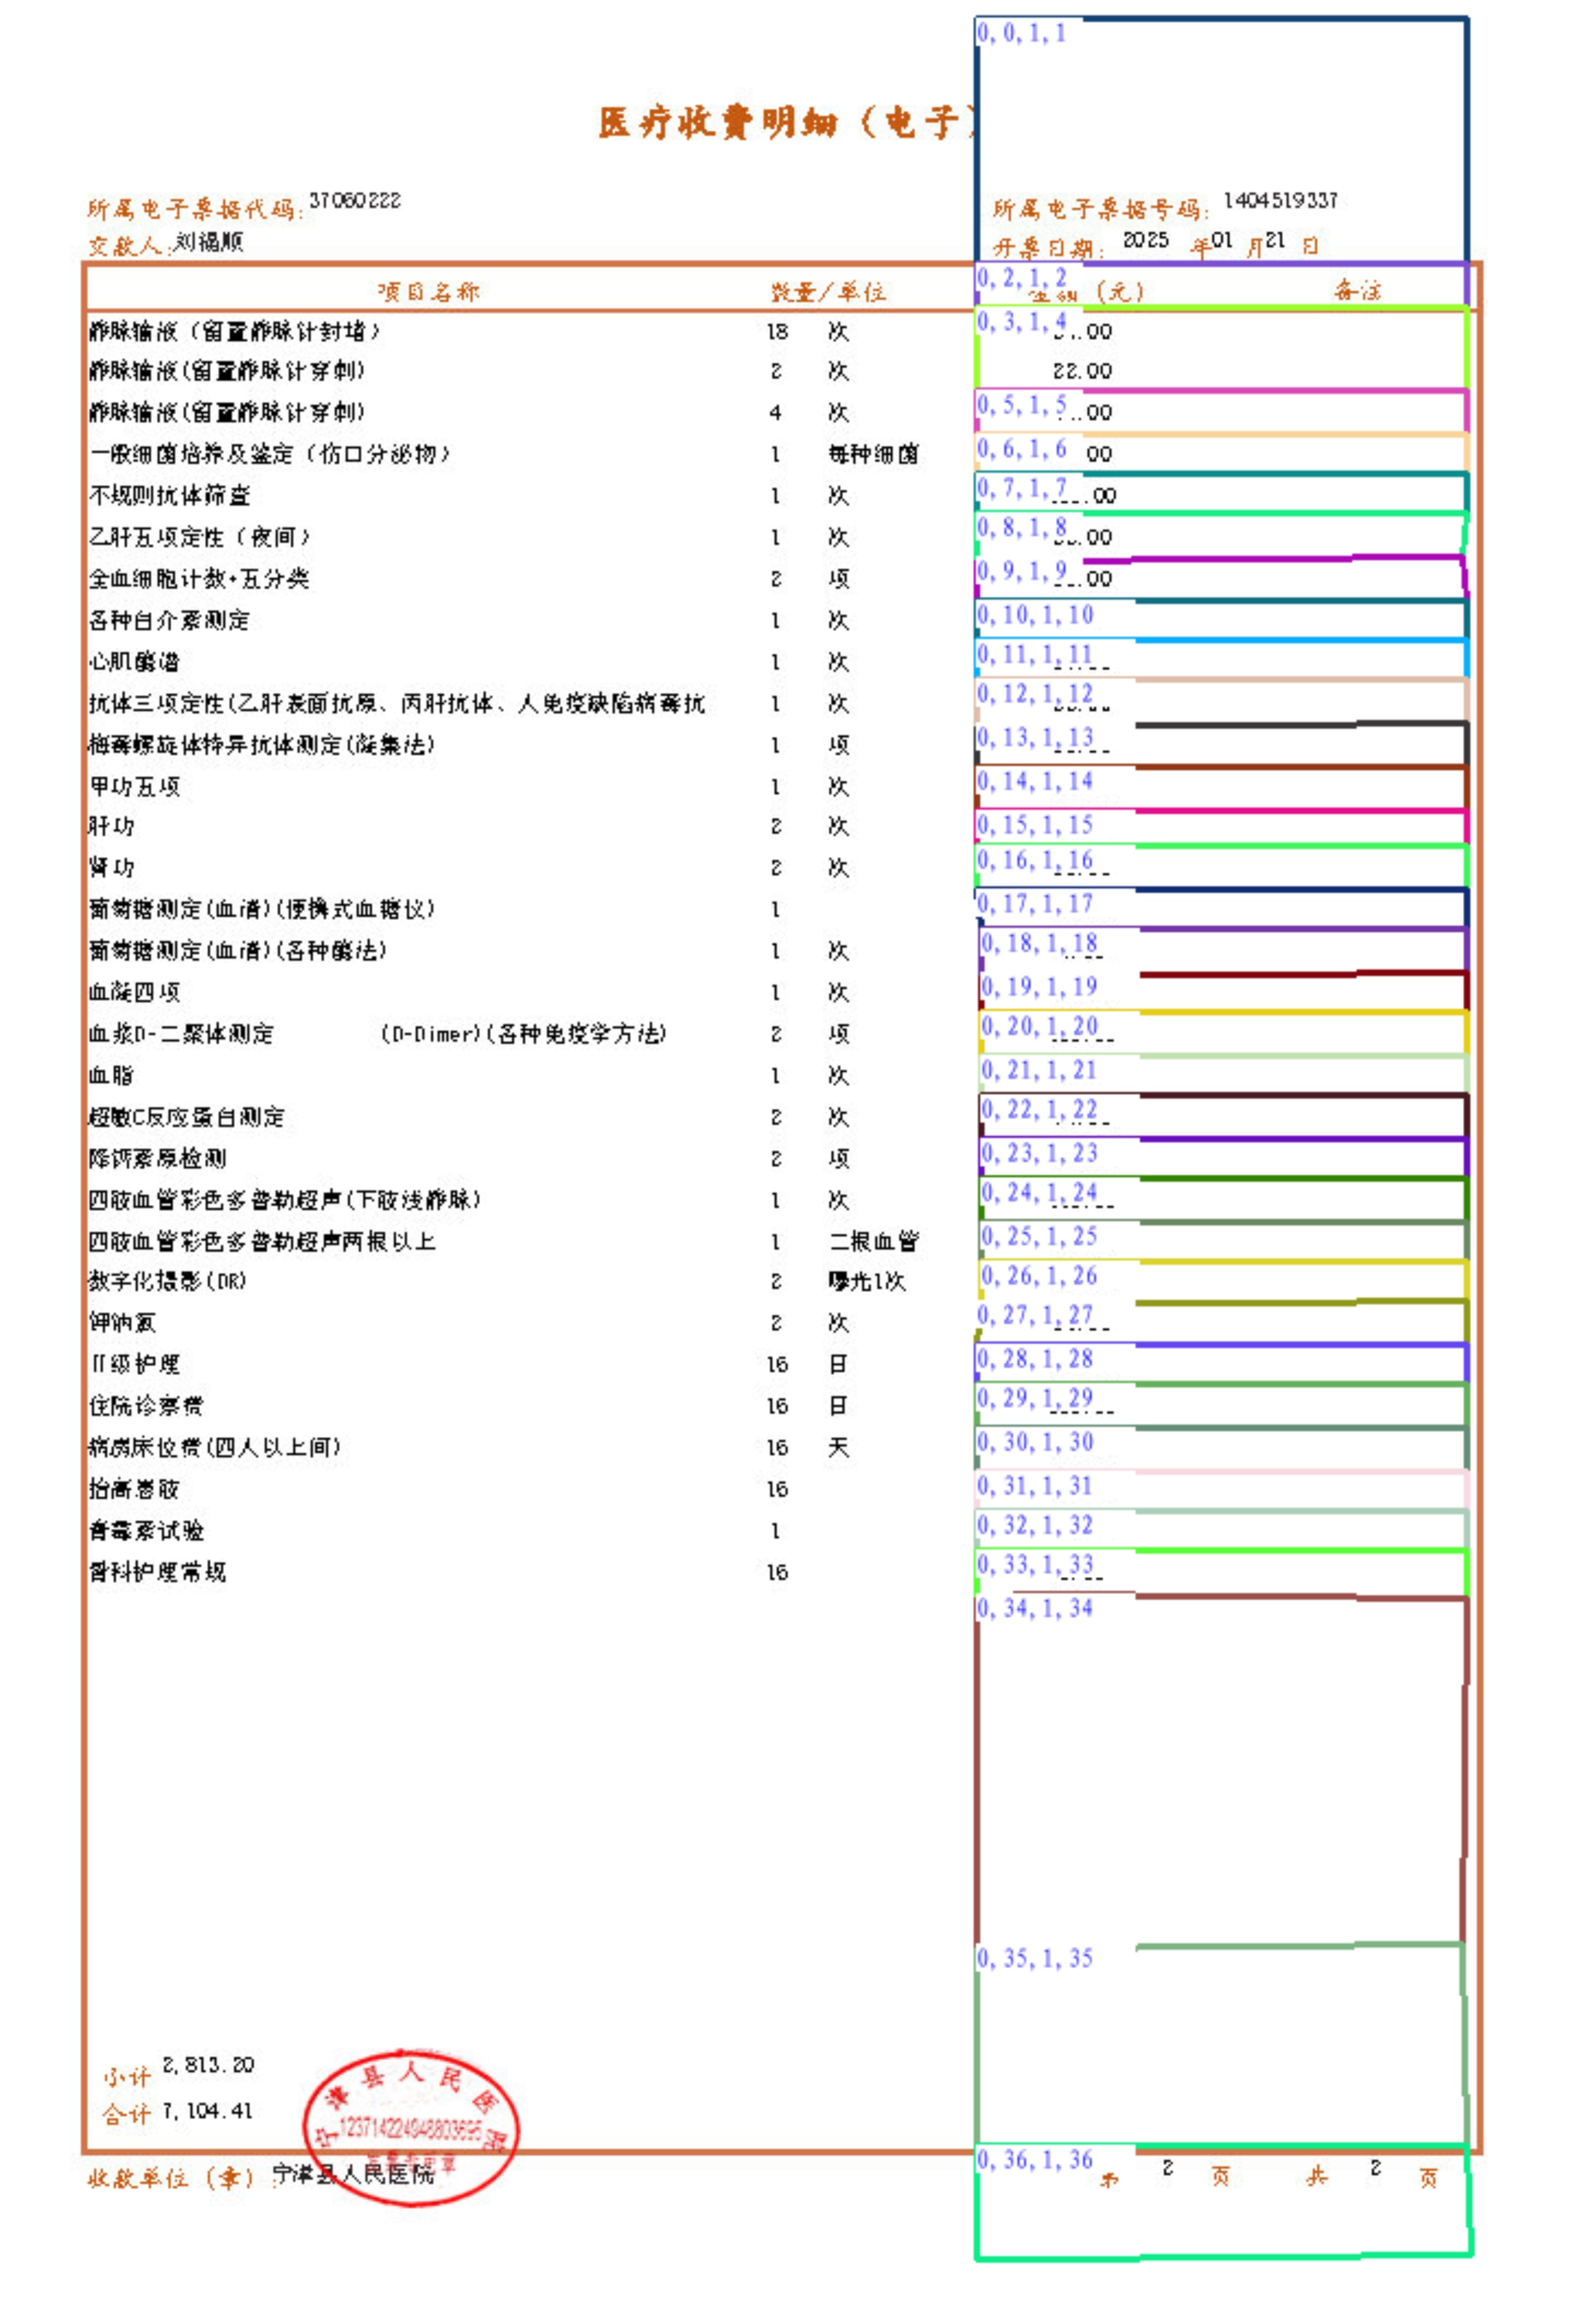 医疗收费明细（电子）
所属电子票据代码：37060222 所属电子票据号码：1404519337
交款人：刘福顺 开票日期：2025 年01 月21 日
项目名称 数量/单位 (元) 备注
0,0,1,1
0,2,1,2
静脉输液（留置静脉针封堵） 18 次 0,3,1,4 .00
静脉输液(留置静脉针穿刺) 2 次 22.00
静脉输液(留置静脉针穿刺) 4 次 0,5,1,5 .00
一般细菌培养及鉴定（伤口分泌物） 1 每种细菌 0,6,1,6 00
不规则抗体筛查 1 次 0,7,1,7 .00
乙肝五项定性（夜间） 1 次 0,8,1,8 .00
全血细胞计数+五分类 2 项 0,9,1,9 .00
各种白介素测定 1 次 0,10,1,10
心肌酶谱 1 次 0,11,1,11
抗体三项定性(乙肝表面抗原、丙肝抗体、人免疫缺陷病毒抗 1 次 0,12,1,12
梅毒螺旋体特异抗体测定(凝集法) 1 项 0,13,1,13
甲功五项 1 次 0,14,1,14
肝功 2 次 0,15,1,15
肾功 2 次 0,16,1,16
葡萄糖测定(血清)(便携式血糖仪) 1 0,17,1,17
葡萄糖测定(血清)(各种酶法) 1 次 0,18,1,18
血凝四项 1 次 0,19,1,19
血浆D-二聚体测定 (D-Dimer)(各种免疫学方法) 2 项 0,20,1,20
血脂 1 次 0,21,1,21
超敏C反应蛋白测定 2 次 0,22,1,22
降钙素原检测 2 项 0,23,1,23
四肢血管彩色多普勒超声(下肢浅静脉) 1 次 0,24,1,24
四肢血管彩色多普勒超声两根以上 1 二根血管 0,25,1,25
数字化摄影(DR) 2 曝光1次 0,26,1,26
钾钠氯 2 次 0,27,1,27
Ⅱ级护理 16 日 0,28,1,28
住院诊察费 16 日 0,29,1,29
病房床位费(四人以上间) 16 天 0,30,1,30
抬高患肢 16 0,31,1,31
青霉素试验 1 0,32,1,32
骨科护理常规 16 0,33,1,33
0,34,1,34
0,35,1,35
小计 2,813.20
合计 7,104.41
宁津县人民医院
0,36,1,36
收款单位（章）：宁津县人民医院 第 2 页 共 2 页